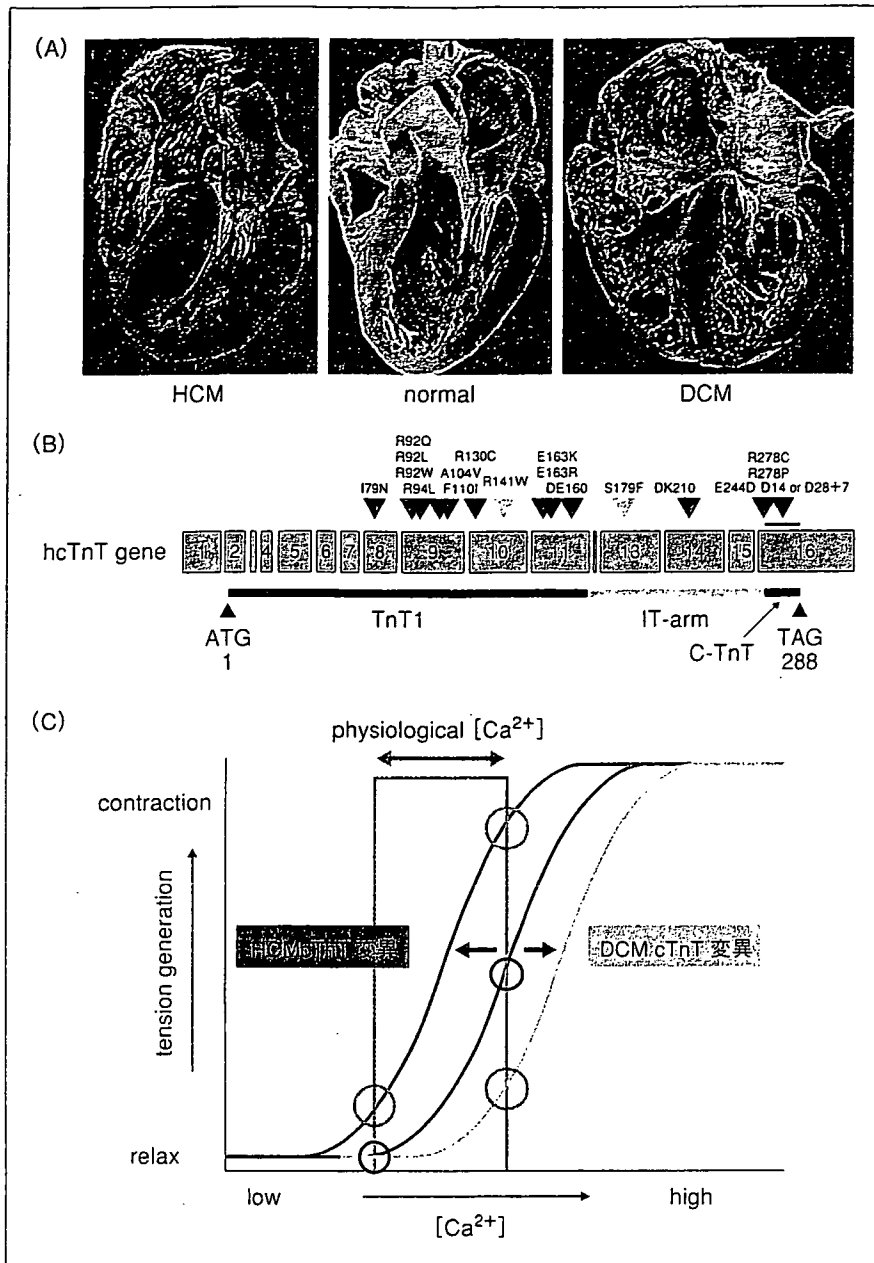 (A)
HCM
normal
DCM
(B)
R92Q
R92L
R92W
R94L
R130C
A104V
F110I
I79N
R141W
E163K
E163R
DE160
S179F
DK210
R278C
R278P
E244D D14 or D28+7
hcTnT gene
1 2 4 5 6 7 8 9 10 11 13 14 15 16
TnT1
IT-arm
C-TnT
ATG
1
TAG
288
(C)
physiological [Ca²⁺]
contraction
tension generation
HCM cTnT 変異
DCM cTnT 変異
relax
low
high
[Ca²⁺]